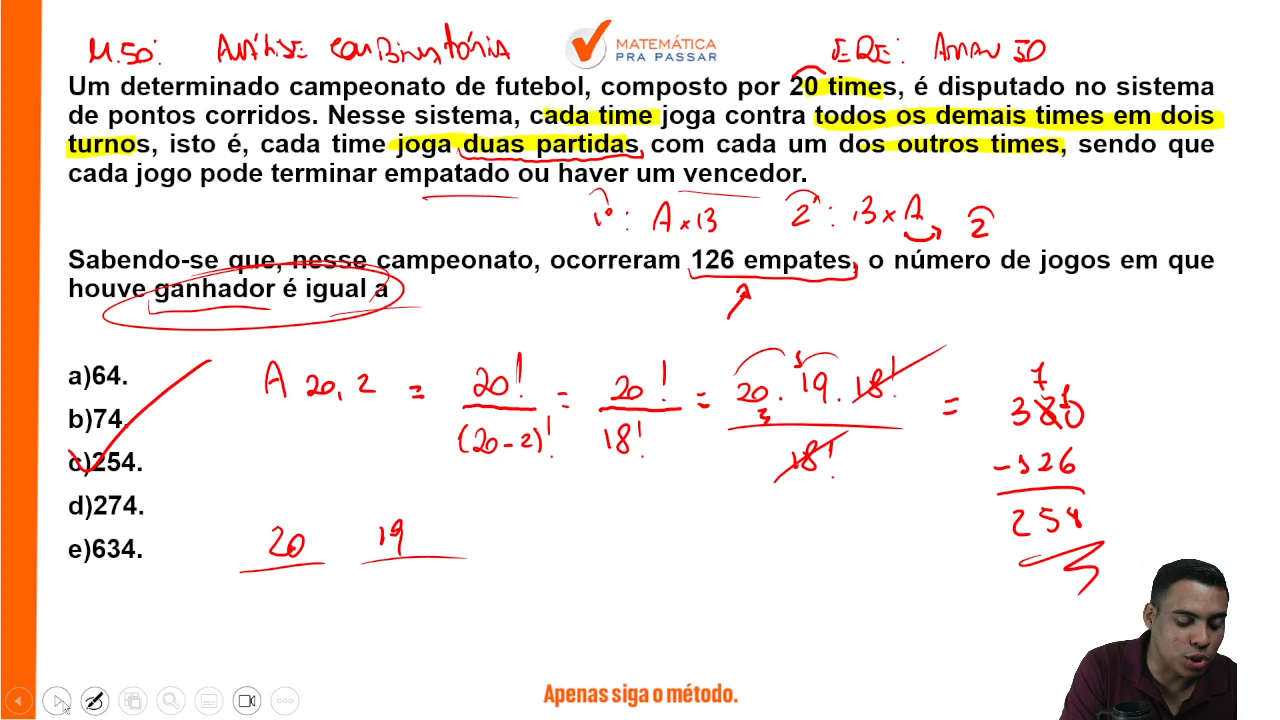 M.50: ANÁLISE COMBINATÓRIA
MATEMÁTICA
PRA PASSAR
Um determinado campeonato de futebol, composto por 20 times, é disputado no sistema
de pontos corridos. Nesse sistema, cada time joga contra todos os demais times em dois
turnos, isto é, cada time joga duas partidas com cada um dos outros times, sendo que
cada jogo pode terminar empatado ou haver um vencedor.
1º: A x B 2º: B x A 2
Sabendo-se que, nesse campeonato, ocorreram 126 empates, o número de jogos em que
houve ganhador é igual a
a)64.
b)74.
c)254.
d)274.
e)634.
A 20, 2 = 20! / (20-2)! = 20! / 18! = 20 . 19 . 18! / 18! = 380
-126
254
20 19
Apenas siga o método.